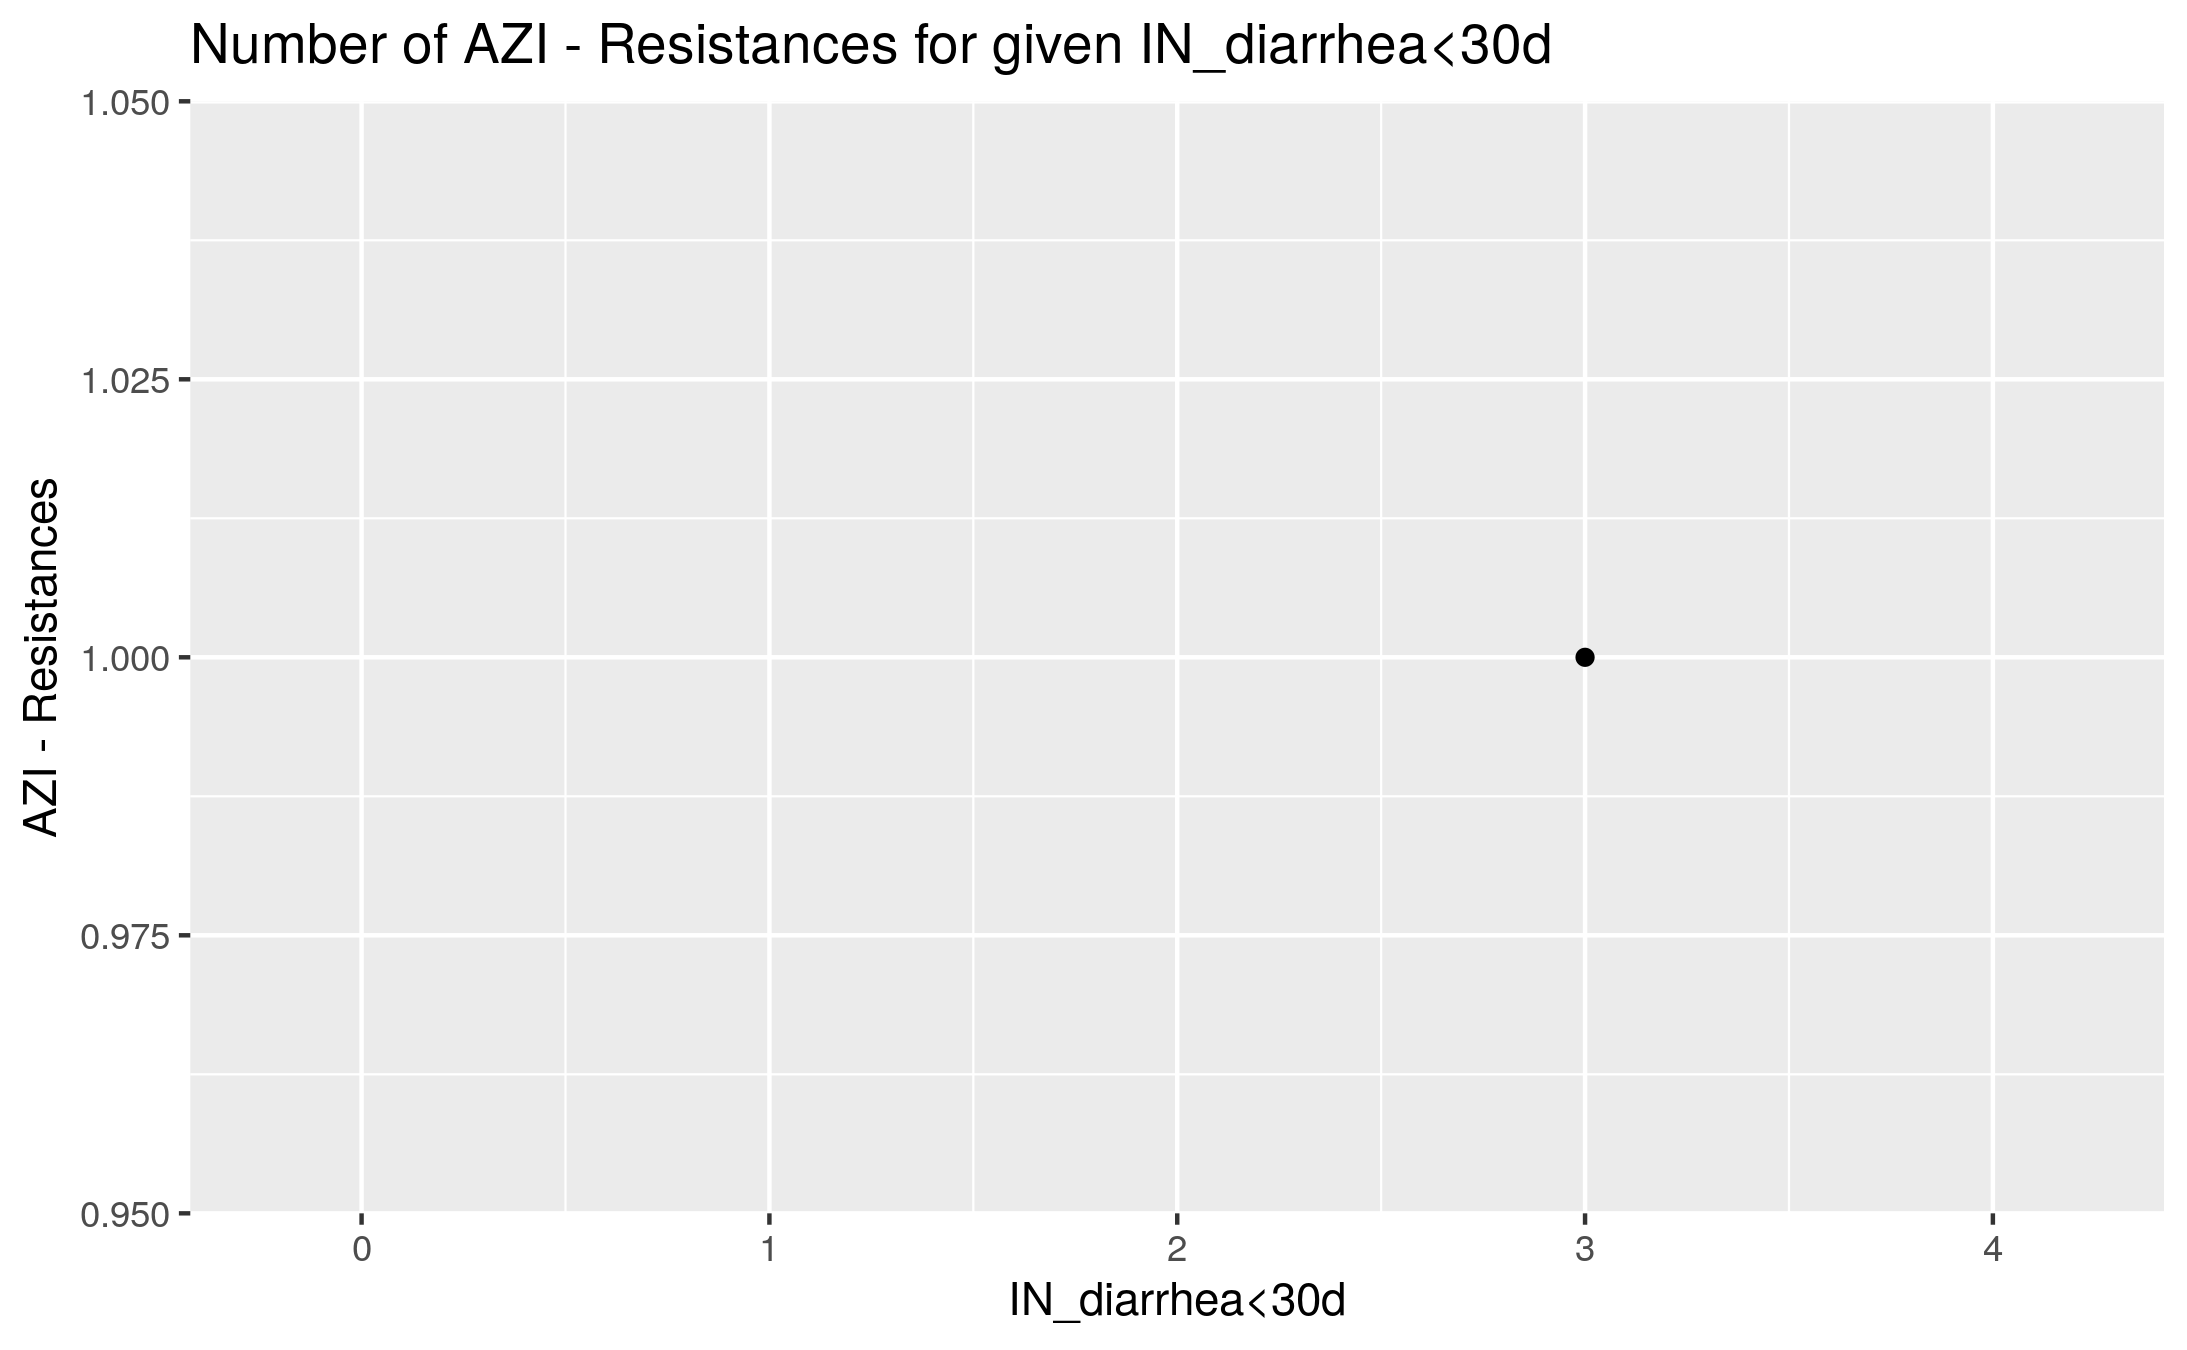 Number of AZI - Resistances for given IN_diarrhea<30d
1.050
1.025
1.000
0.975
0.950
AZI - Resistances
0 1 2 3 4
IN_diarrhea<30d